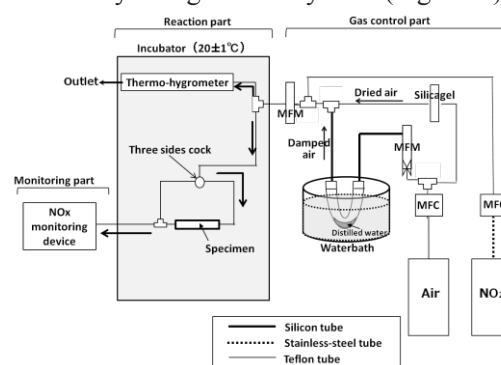 Reaction part
Gas control part
Incubator (20±1℃)
Outlet
Thermo-hygrometer
Dried air
Silicagel
MFM
MFM
Damped
air
Three sides cock
Monitoring part
NOx
monitoring
device
MFC
Distilled water
Specimen
Waterbath
Air
Silicon tube
Stainless-steel tube
Teflon tube